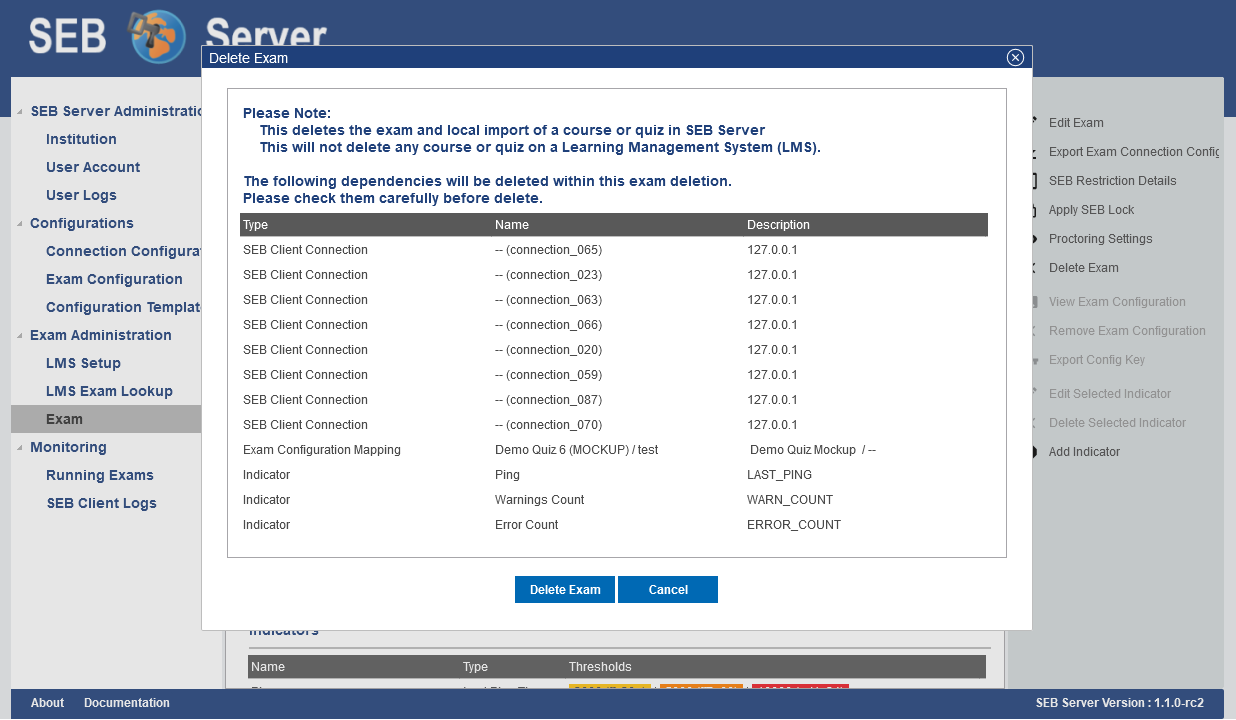 SEB Server
Delete Exam
SEB Server Administratio
Institution
User Account
User Logs
Configurations
Connection Configura
Exam Configuration
Configuration Templat
Exam Administration
LMS Setup
LMS Exam Lookup
Exam
Monitoring
Running Exams
SEB Client Logs
Please Note:
This deletes the exam and local import of a course or quiz in SEB Server
This will not delete any course or quiz on a Learning Management System (LMS).
The following dependencies will be deleted within this exam deletion.
Please check them carefully before delete.
Type Name Description
SEB Client Connection -- (connection_065) 127.0.0.1
SEB Client Connection -- (connection_023) 127.0.0.1
SEB Client Connection -- (connection_063) 127.0.0.1
SEB Client Connection -- (connection_066) 127.0.0.1
SEB Client Connection -- (connection_020) 127.0.0.1
SEB Client Connection -- (connection_059) 127.0.0.1
SEB Client Connection -- (connection_087) 127.0.0.1
SEB Client Connection -- (connection_070) 127.0.0.1
Exam Configuration Mapping Demo Quiz 6 (MOCKUP) / test Demo Quiz Mockup / --
Indicator Ping LAST_PING
Indicator Warnings Count WARN_COUNT
Indicator Error Count ERROR_COUNT
Delete Exam Cancel
Edit Exam
Export Exam Connection Config
SEB Restriction Details
Apply SEB Lock
Proctoring Settings
Delete Exam
View Exam Configuration
Remove Exam Configuration
Export Config Key
Edit Selected Indicator
Delete Selected Indicator
Add Indicator
Indicators
Name Type Thresholds
About Documentation SEB Server Version : 1.1.0-rc2